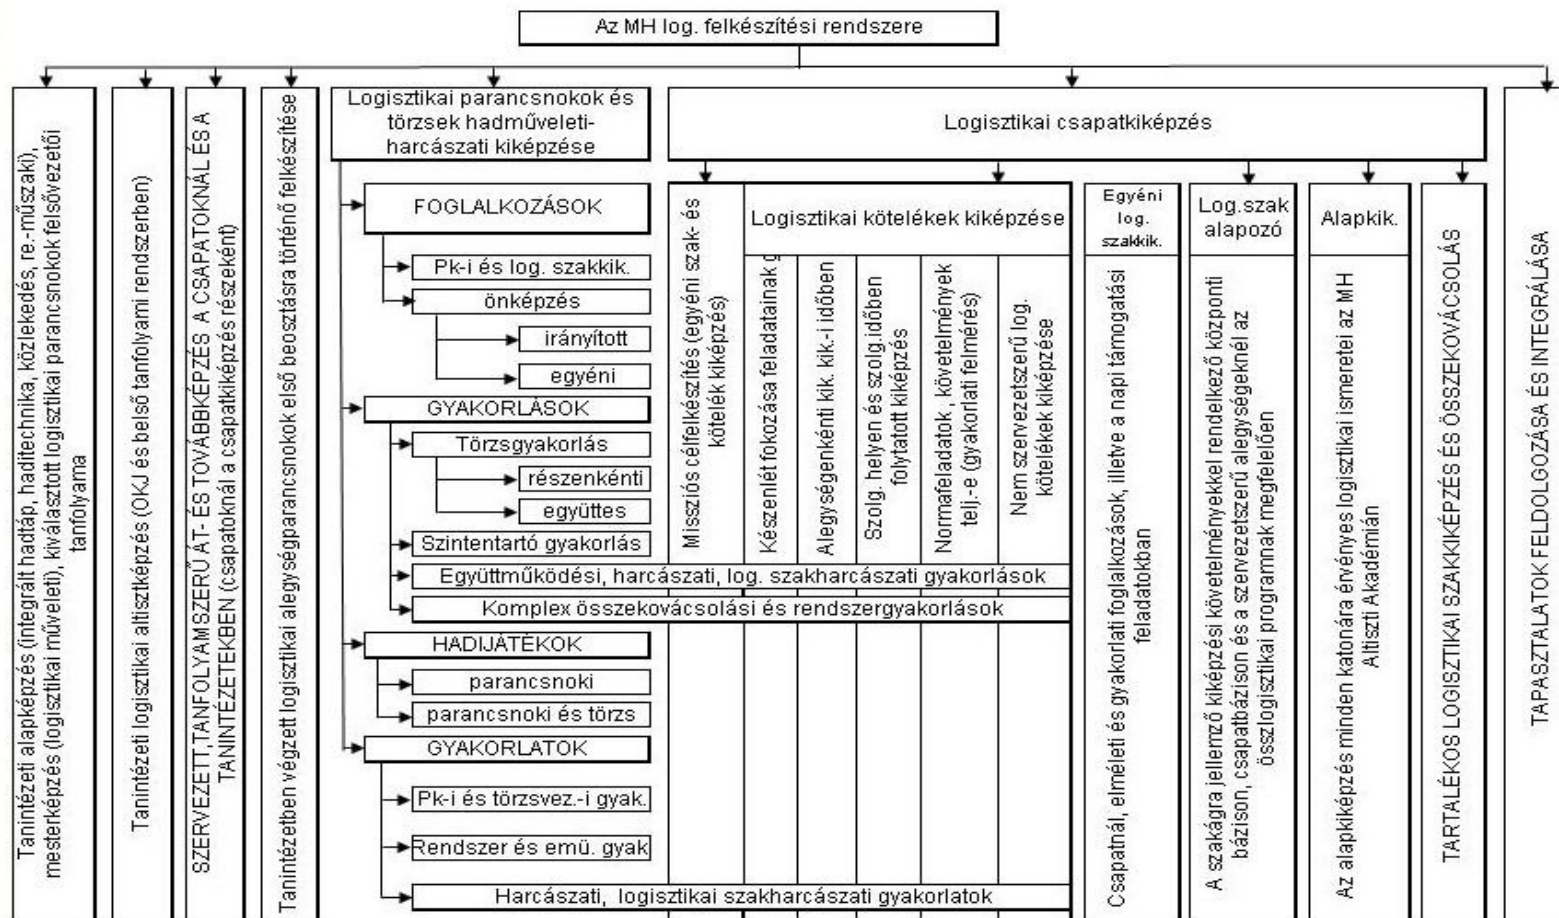 Az MH log. felkészítési rendszere
Tanintézeti alapképzés (integrált hadtáp, haditechnika, közlekedés, re.-műszaki),
mesterképzés (logisztikai műveleti), kiválasztott logisztikai parancsnokok felsővezetői
tanfolyama
Tanintézeti logisztikai altisztképzés (OKJ és belső tanfolyami rendszerben)
SZERVEZETT,TANFOLYAMSZERŰ ÁT- ÉS TOVÁBBKÉPZÉS A CSAPATOKNÁL ÉS A
TANINTÉZETEKBEN (csapatoknál a csapatkiképzés részeként)
Tanintézetben végzett logisztikai alegységparancsnokok első beosztásra történő felkészítése
Logisztikai parancsnokok és
törzsek hadműveleti-
harcászati kiképzése
FOGLALKOZÁSOK
Pk-i és log. szakkik.
önképzés
irányított
egyéni
GYAKORLÁSOK
Törzsgyakorlás
részenkénti
együttes
Szintentartó gyakorlás
Együttműködési, harcászati, log. szakharcászati gyakorlások
Komplex összekovácsolási és rendszergyakorlások
HADIJÁTÉKOK
parancsnoki
parancsnoki és törzs
GYAKORLATOK
Pk-i és törzsvez.-i gyak.
Rendszer és emü. gyak
Harcászati, logisztikai szakharcászati gyakorlatok
Logisztikai csapatkiképzés
Missziós célfelkészítés (egyéni szak- és
kötelék kiképzés)
Logisztikai kötelékek kiképzése
Készenlét fokozása feladatainak g
Alegységenkénti kik. kik.-i időben
Szolg. helyen és szolg.időben
folytatott kiképzés
Normafeladatok, követelmények
telj.-e (gyakorlati felmérés)
Nem szervezetszerű log.
kötelékek kiképzése
Egyéni
log.
szakkik.
Csapatnál, elméleti és gyakorlati foglalkozások, illetve a napi támogatási
feladatokban
Log.szak
alapozó
A szakágra jellemző kiképzési követelményekkel rendelkező központi
bázison, csapatbázison és a szervezetszerű alegységeknél az
összlogisztikai programnak megfelelően
Alapkik.
Az alapkiképzés minden katonára érvényes logisztikai ismeretei az MH
Altiszti Akadémián
TARTALÉKOS LOGISZTIKAI SZAKKIKÉPZÉS ÉS ÖSSZEKOVÁCSOLÁS
TAPASZTALATOK FELDOLGOZÁSA ÉS INTEGRÁLÁSA